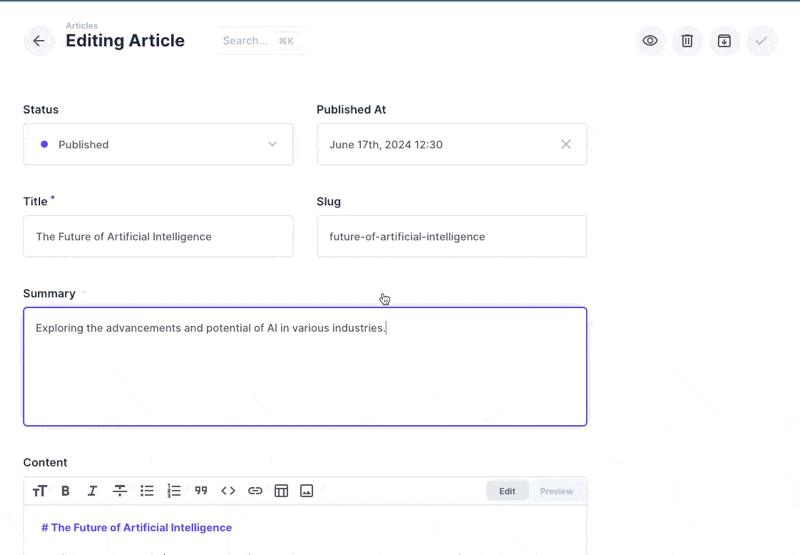 Articles
Editing Article
Search... ⌘K
Status
Published At
Published
June 17th, 2024 12:30
Title *
Slug
The Future of Artificial Intelligence
future-of-artificial-intelligence
Summary
Exploring the advancements and potential of AI in various industries.
Content
Edit
Preview
# The Future of Artificial Intelligence